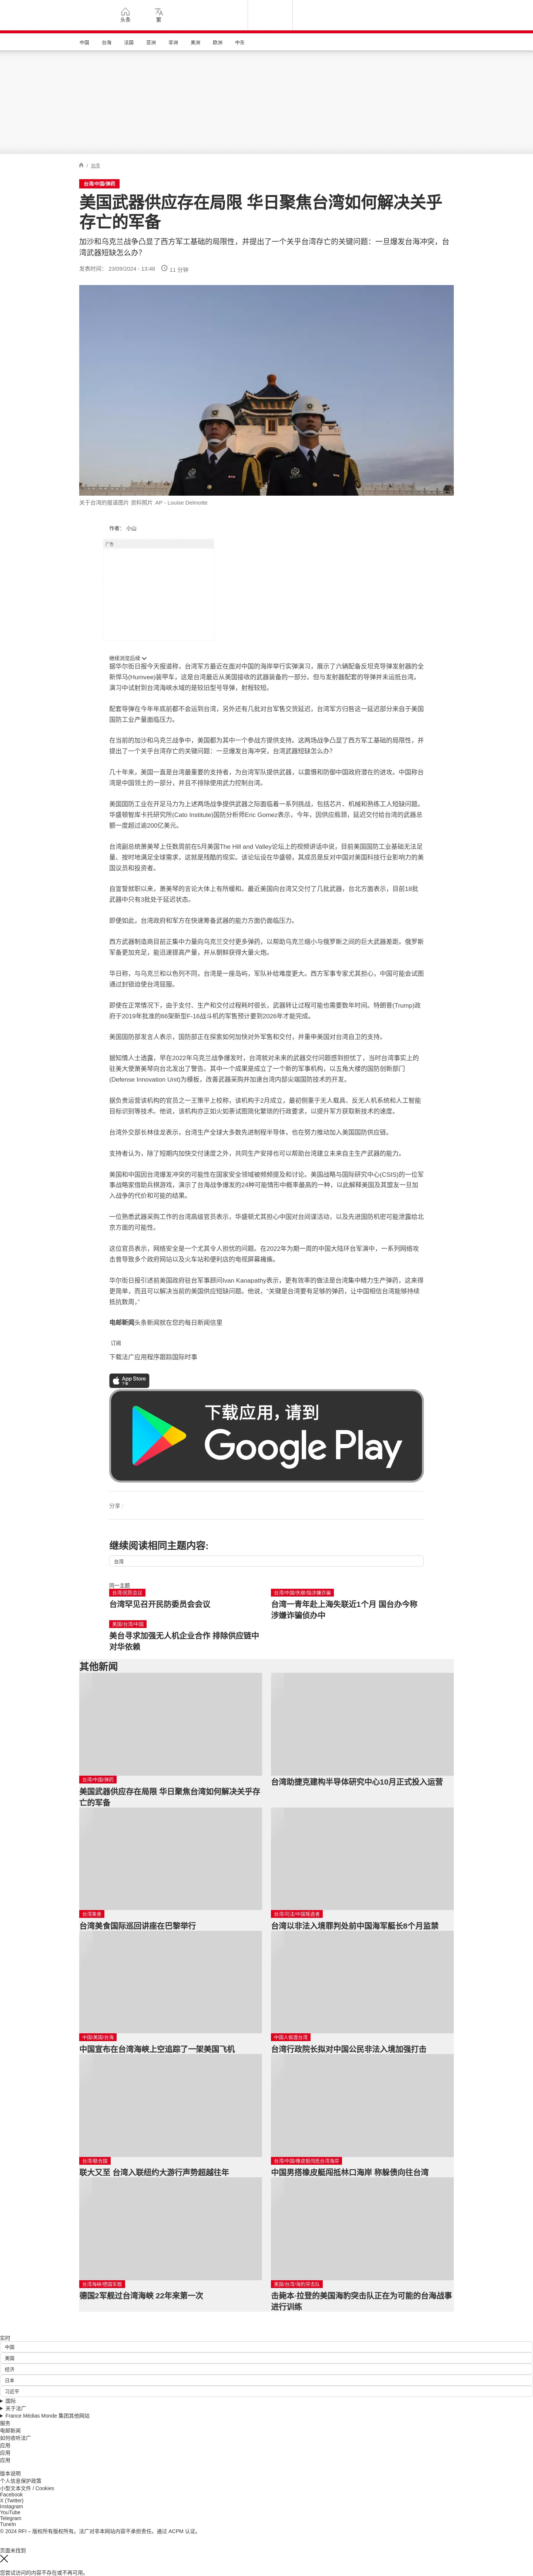 头条
繁
中国 台海 法国 亚洲 非洲 美洲 欧洲 中东
/ 台湾
台湾/中国/弹药
美国武器供应存在局限 华日聚焦台湾如何解决关乎
存亡的军备
加沙和乌克兰战争凸显了西方军工基础的局限性，并提出了一个关乎台湾存亡的关键问题：一旦爆发台海冲突，台
湾武器短缺怎么办？
发表时间： 23/09/2024 - 13:48 11 分钟
关于台湾的报道图片 资料照片 AP - Louise Delmotte
作者： 小山
广告
继续浏览后续
据华尔街日报今天报道称，台湾军方最近在面对中国的海岸举行实弹演习，展示了六辆配备反坦克导弹发射器的全
新悍马(Humvee)装甲车，这是台湾最近从美国接收的武器装备的一部分。但与发射器配套的导弹并未运抵台湾。
演习中试射到台湾海峡水域的是较旧型号导弹，射程较短。
配套导弹在今年年底前都不会运到台湾，另外还有几批对台军售交货延迟，台湾军方归咎这一延迟部分来自于美国
国防工业产量面临压力。
在当前的加沙和乌克兰战争中，美国都为其中一个参战方提供支持。这两场战争凸显了西方军工基础的局限性，并
提出了一个关乎台湾存亡的关键问题：一旦爆发台海冲突，台湾武器短缺怎么办？
几十年来，美国一直是台湾最重要的支持者，为台湾军队提供武器，以震慑和防御中国政府潜在的进攻。中国称台
湾是中国领土的一部分，并且不排除使用武力控制台湾。
美国国防工业在开足马力为上述两场战争提供武器之际面临着一系列挑战，包括芯片、机械和熟练工人短缺问题。
华盛顿智库卡托研究所(Cato Institute)国防分析师Eric Gomez表示，今年，因供应瓶颈，延迟交付给台湾的武器总
额一度超过逾200亿美元。
台湾副总统萧美琴上任数周前在5月美国The Hill and Valley论坛上的视频讲话中说，目前美国国防工业基础无法足
量、按时地满足全球需求，这就是残酷的现实。该论坛设在华盛顿，其成员是反对中国对美国科技行业影响力的美
国议员和投资者。
自宣誓就职以来，萧美琴的言论大体上有所缓和。最近美国向台湾又交付了几批武器，台北方面表示，目前18批
武器中只有3批处于延迟状态。
即便如此，台湾政府和军方在快速筹备武器的能力方面仍面临压力。
西方武器制造商目前正集中力量向乌克兰交付更多弹药，以帮助乌克兰缩小与俄罗斯之间的巨大武器差距。俄罗斯
军备更加充足，能迅速提高产量，并从朝鲜获得大量火炮。
华日称，与乌克兰和以色列不同，台湾是一座岛屿，军队补给难度更大。西方军事专家尤其担心，中国可能会试图
通过封锁迫使台湾屈服。
即使在正常情况下，由于支付、生产和交付过程耗时很长，武器转让过程可能也需要数年时间。特朗普(Trump)政
府于2019年批准的66架新型F-16战斗机的军售预计要到2026年才能完成。
美国国防部发言人表示，国防部正在探索如何加快对外军售和交付，并重申美国对台湾自卫的支持。
据知情人士透露，早在2022年乌克兰战争爆发时，台湾就对未来的武器交付问题感到担忧了，当时台湾事实上的
驻美大使萧美琴向台北发出了警告。其中一个成果是成立了一个新的军事机构，以五角大楼的国防创新部门
(Defense Innovation Unit)为模板，改善武器采购并加速台湾内部尖端国防技术的开发。
据负责运营该机构的官员之一王策平上校称，该机构于2月成立，最初侧重于无人载具、反无人机系统和人工智能
目标识别等技术。他说，该机构亦正如火如荼试图简化繁琐的行政要求，以提升军方获取新技术的速度。
台湾外交部长林佳龙表示，台湾生产全球大多数先进制程半导体，也在努力推动加入美国国防供应链。
支持者认为，除了短期内加快交付速度之外，共同生产安排也可以帮助台湾建立未来自主生产武器的能力。
美国和中国因台湾爆发冲突的可能性在国家安全领域被频频提及和讨论。美国战略与国际研究中心(CSIS)的一位军
事战略家借助兵棋游戏，演示了台海战争爆发的24种可能情形中概率最高的一种，以此解释美国及其盟友一旦加
入战争的代价和可能的结果。
一位熟悉武器采购工作的台湾高级官员表示，华盛顿尤其担心中国对台间谍活动，以及先进国防机密可能泄露给北
京方面的可能性。
这位官员表示，网络安全是一个尤其令人担忧的问题。在2022年为期一周的中国大陆环台军演中，一系列网络攻
击曾导致多个政府网站以及火车站和便利店的电视屏幕瘫痪。
华尔街日报引述前美国政府驻台军事顾问Ivan Kanapathy表示，更有效率的做法是台湾集中精力生产弹药，这来得
更简单，而且可以解决当前的美国供应短缺问题。他说，“关键是台湾要有足够的弹药，让中国相信台湾能够持续
抵抗数周。”
电邮新闻头条新闻就在您的每日新闻信里
订阅
下载法广应用程序跟踪国际时事
App Store
下载
下载应用，请到
Google Play
分享 :
继续阅读相同主题内容:
台湾
同一主题
台湾/民防会议
台湾罕见召开民防委员会会议
台湾/中国/失联/指涉嫌诈骗
台湾一青年赴上海失联近1个月 国台办今称
涉嫌诈骗侦办中
美国/台湾/中国
美台寻求加强无人机企业合作 排除供应链中
对华依赖
其他新闻
台湾/中国/弹药
美国武器供应存在局限 华日聚焦台湾如何解决关乎存
亡的军备
台湾助捷克建构半导体研究中心10月正式投入运营
台湾美食
台湾美食国际巡回讲座在巴黎举行
台湾/司法/中国叛逃者
台湾以非法入境罪判处前中国海军艇长8个月监禁
中国/美国/台海
中国宣布在台湾海峡上空追踪了一架美国飞机
中国人偷渡台湾
台湾行政院长拟对中国公民非法入境加强打击
台湾/联合国
联大又至 台湾入联纽约大游行声势超越往年
台湾/中国/橡皮艇闯抵台湾海岸
中国男搭橡皮艇闯抵林口海岸 称躲债向往台湾
台湾海峡/德国军舰
德国2军舰过台湾海峡 22年来第一次
美国/台湾/海豹突击队
击毙本·拉登的美国海豹突击队正在为可能的台海战事
进行训练
实时
中国
美国
经济
日本
习近平
国际
关于法广
France Médias Monde 集团其他网站
服务
电邮新闻
如何收听法广
应用
应用
应用
版本说明
个人信息保护政策
小型文本文件 / Cookies
Facebook
X (Twitter)
Instagram
YouTube
Telegram
TuneIn
© 2024 RFI – 版权所有版权所有。法广对非本网站内容不承担责任。通过 ACPM 认证。
页面未找到
您尝试访问的内容不存在或不再可用。